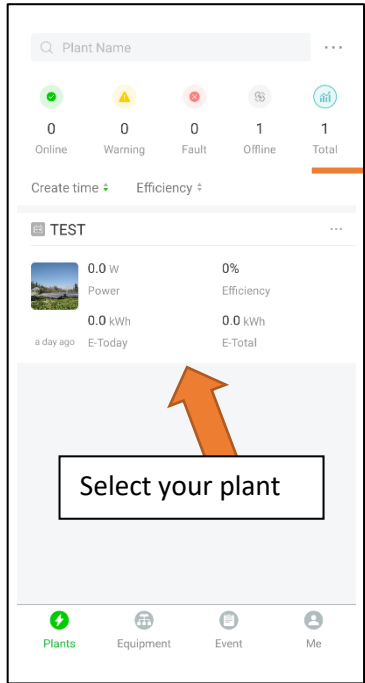 Plant Name
0 0 0 1 1
Online Warning Fault Offline Total
Create time Efficiency
TEST
0.0 W 0%
Power Efficiency
0.0 kWh 0.0 kWh
a day ago E-Today E-Total
Select your plant
Plants Equipment Event Me